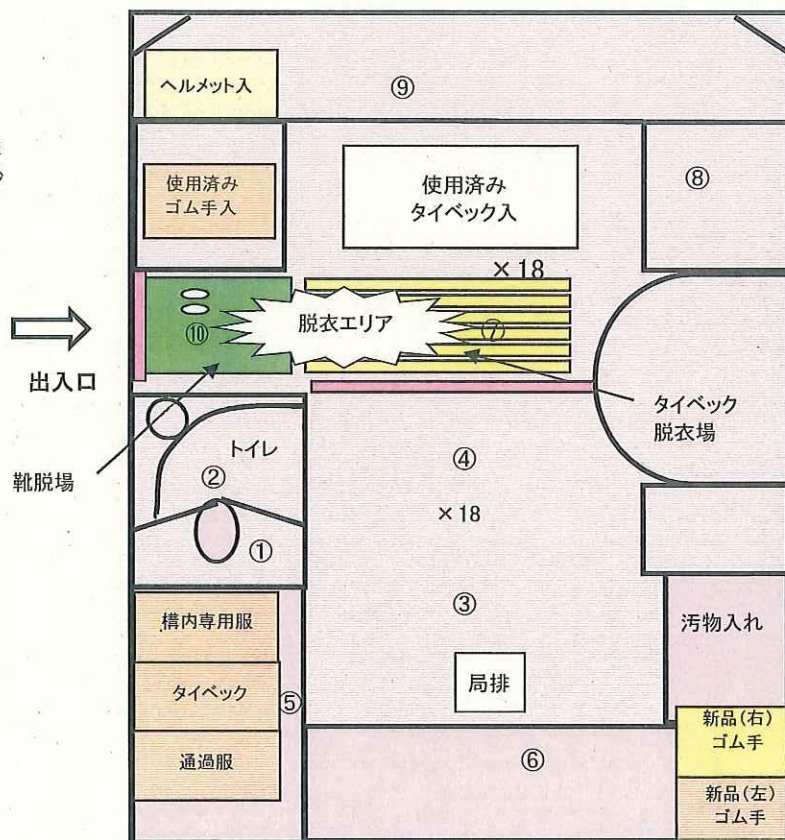 ヘルメット入
⑨
使用済み
ゴム手入
使用済み
タイベック入
⑧
×18
⑩
脱衣エリア
⑦
出入口
タイベック
脱衣場
靴脱場
トイレ
②
①
④
×18
③
局排
構内専用服
タイベック
通過服
⑤
⑥
汚物入れ
新品(右)
ゴム手
新品(左)
ゴム手